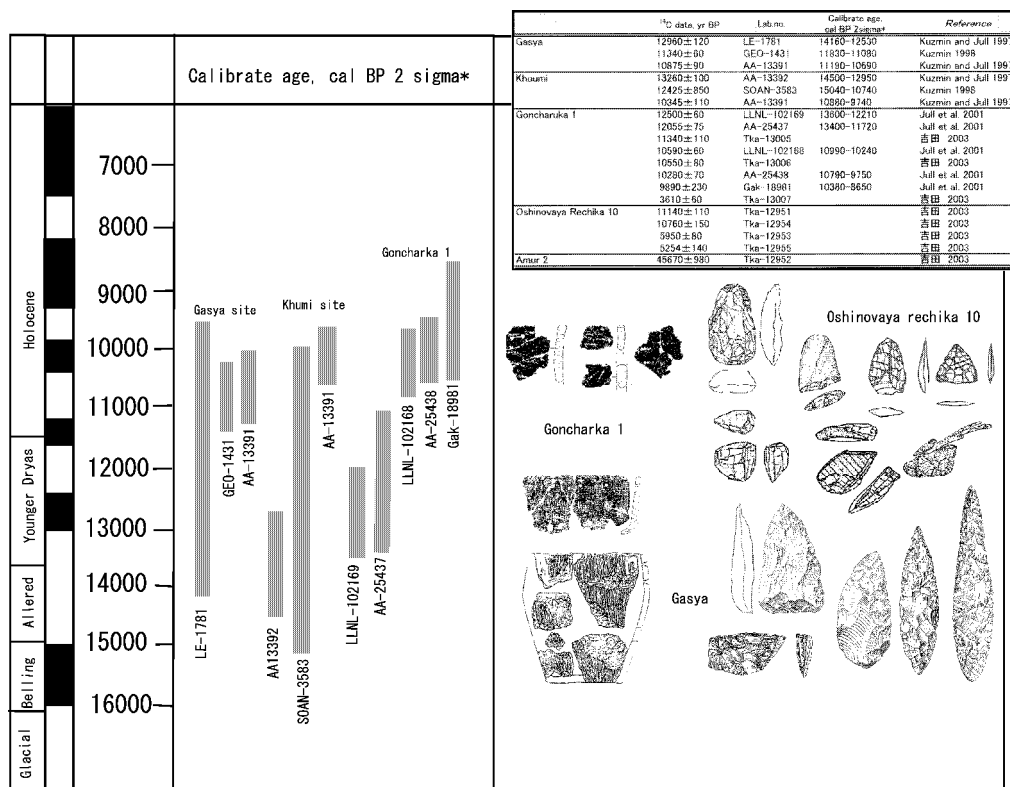 Calibrate age, cal BP 2 sigma*
¹⁴C date, yr BP Lab.no. Calibrate age, cal BP 2sigma* Reference
Gasya 12960±120 LE-1781 14160-12530 Kuzmin and Jull 1997
11340±60 GEO-1431 11830-11080 Kuzmin 1998
10875±90 AA-13391 11190-10690 Kuzmin and Jull 1997
Khuumi 13260±100 AA-13392 14500-12950 Kuzmin and Jull 1997
12425±850 SOAN-3583 15040-10740 Kuzmin 1998
10345±110 AA-13391 10880-9740 Kuzmin and Jull 1997
Goncharuka 1 12500±60 LLNL-102169 13600-12210 Jull et al. 2001
12055±75 AA-25437 13400-11720 Jull et al. 2001
11340±110 Tka-13005 吉田 2003
10590±60 LLNL-102168 10990-10240 Jull et al. 2001
10550±80 Tka-13006 吉田 2003
10280±70 AA-25438 10790-9750 Jull et al. 2001
9890±230 Gak-18981 10380-8650 Jull et al. 2001
3610±60 Tka-13007 吉田 2003
Oshinovaya Rechika 10 11140±110 Tka-12951 吉田 2003
10760±150 Tka-12954 吉田 2003
5950±80 Tka-12953 吉田 2003
5254±140 Tka-12955 吉田 2003
Amur 2 45670±980 Tka-12952 吉田 2003
7000
8000
9000
10000
11000
12000
13000
14000
15000
16000
Holocene
Younger Dryas
Allered
Belling
Glacial
Gasya site
Khumi site
Goncharka 1
LE-1781
GEO-1431
AA-13391
AA13392
SOAN-3583
AA-13391
LLNL-102169
AA-25437
LLNL-102168
AA-25438
Gak-18981
Oshinovaya rechika 10
Goncharka 1
Gasya